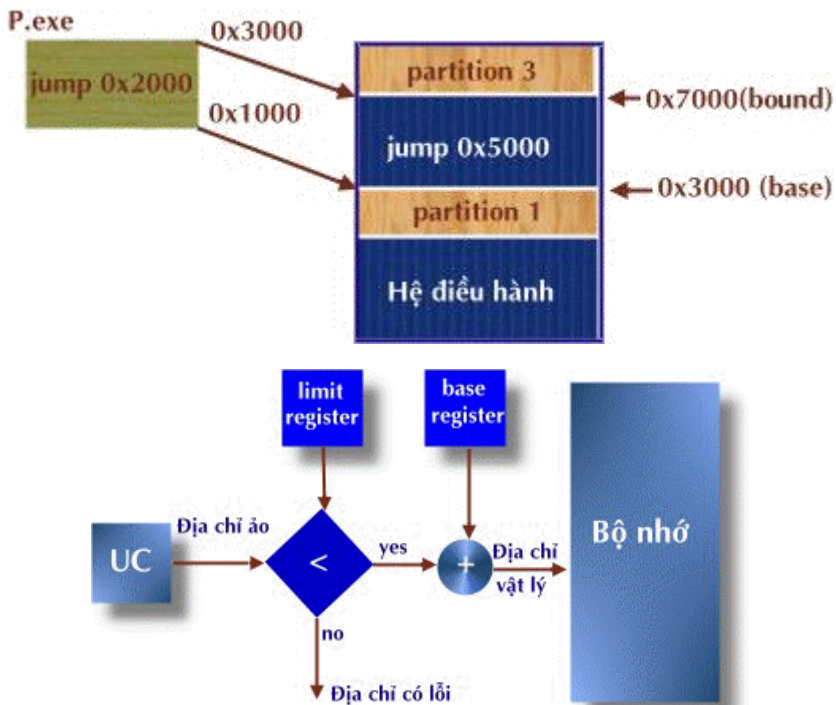 P.exe
0x3000
jump 0x2000
0x1000
partition 3
0x7000(bound)
jump 0x5000
0x3000 (base)
partition 1
Hệ điều hành
limit
register
base
register
Địa chỉ ảo
UC
<
yes
+
Địa chỉ
vật lý
Bộ nhớ
no
Địa chỉ có lỗi